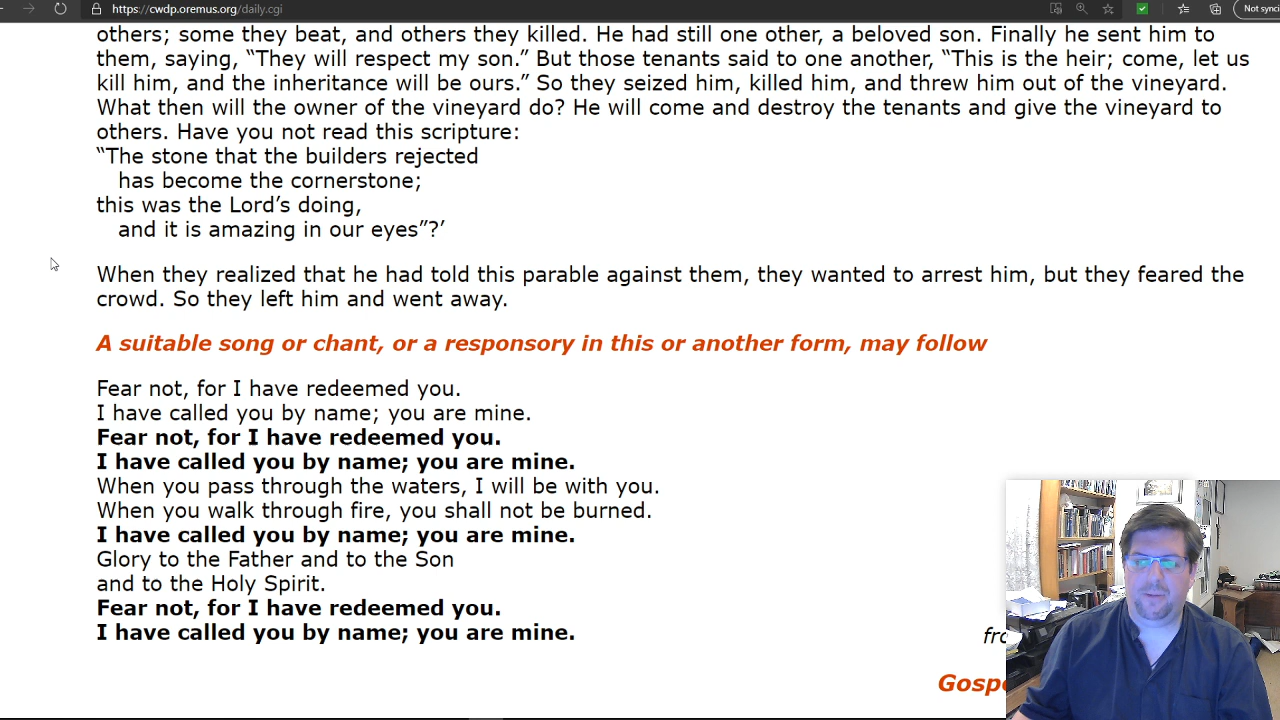 https://cwdp.oremus.org/daily.cgi
Not synci
others; some they beat, and others they killed. He had still one other, a beloved son. Finally he sent him to
them, saying, “They will respect my son.” But those tenants said to one another, “This is the heir; come, let us
kill him, and the inheritance will be ours.” So they seized him, killed him, and threw him out of the vineyard.
What then will the owner of the vineyard do? He will come and destroy the tenants and give the vineyard to
others. Have you not read this scripture:
“The stone that the builders rejected
has become the cornerstone;
this was the Lord’s doing,
and it is amazing in our eyes”?’
When they realized that he had told this parable against them, they wanted to arrest him, but they feared the
crowd. So they left him and went away.
A suitable song or chant, or a responsory in this or another form, may follow
Fear not, for I have redeemed you.
I have called you by name; you are mine.
Fear not, for I have redeemed you.
I have called you by name; you are mine.
When you pass through the waters, I will be with you.
When you walk through fire, you shall not be burned.
I have called you by name; you are mine.
Glory to the Father and to the Son
and to the Holy Spirit.
Fear not, for I have redeemed you.
I have called you by name; you are mine.